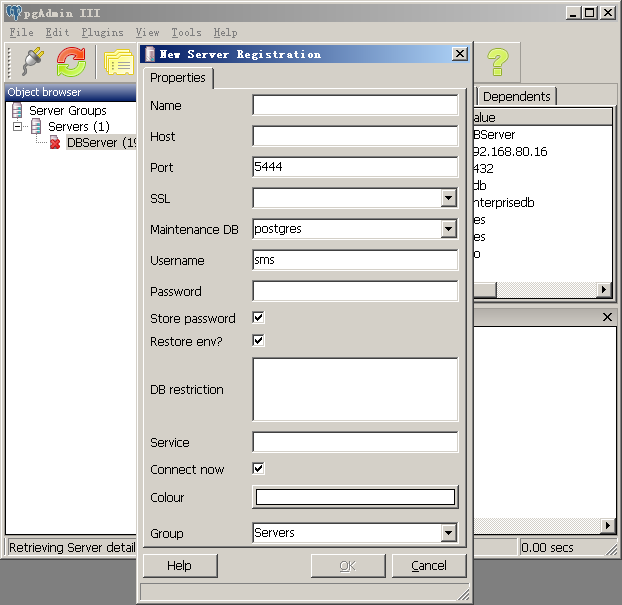 pgAdmin III
File Edit Plugins View Tools Help
New Server Registration
Object browser
Properties
Dependents
Server Groups
Servers (1)
DBServer (19
alue
BServer
92.168.80.16
432
db
nterprisedb
es
es
o
Name
Host
Port 5444
SSL
Maintenance DB postgres
Username sms
Password
Store password
Restore env?
DB restriction
Service
Connect now
Colour
Group Servers
Help OK Cancel
Retrieving Server detail
0.00 secs